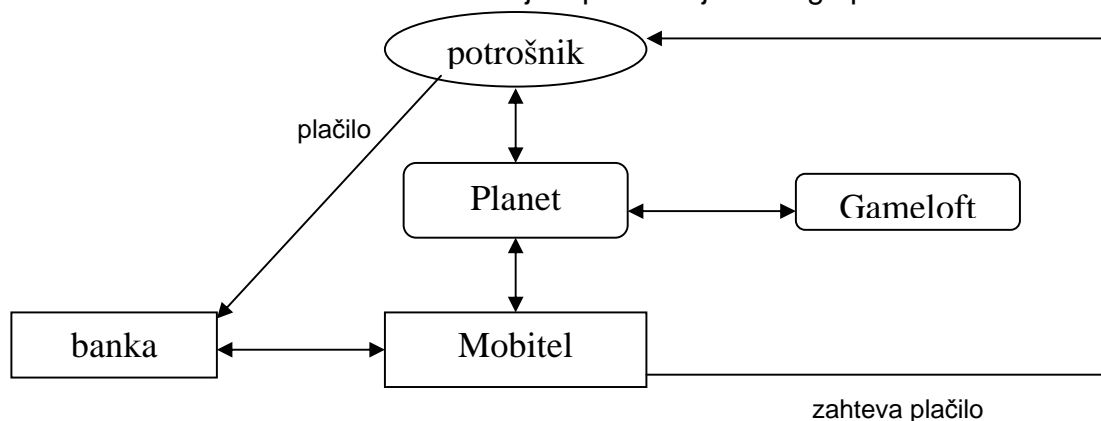 potrošnik
plačilo
Planet
Gameloft
banka
Mobitel
zahteva plačilo